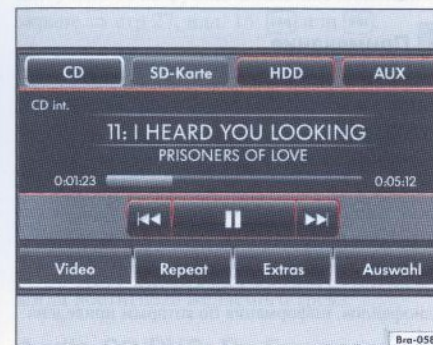 CD SD-Karte HDD AUX
CD int.
11: I HEARD YOU LOOKING
PRISONERS OF LOVE
0:01:23 0:05:12
Video Repeat Extras Auswahl
Bra-058